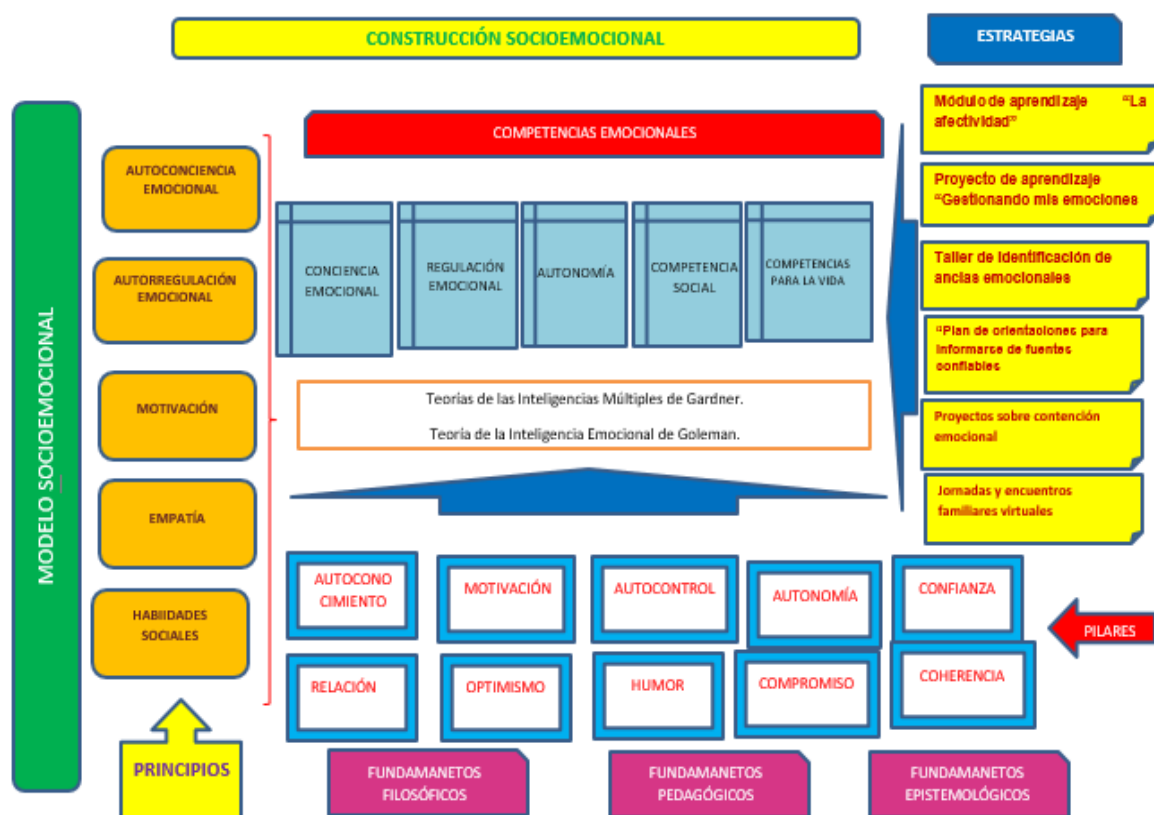 CONSTRUCCIÓN SOCIOEMOCIONAL
ESTRATEGIAS
MODELO SOCIOEMOCIONAL
AUTOCONCIENCIA
EMOCIONAL
AUTORREGULACIÓN
EMOCIONAL
MOTIVACIÓN
EMPATÍA
HABIIDADES
SOCIALES
PRINCIPIOS
COMPETENCIAS EMOCIONALES
CONCIENCIA
EMOCIONAL
REGULACIÓN
EMOCIONAL
AUTONOMÍA
COMPETENCIA
SOCIAL
COMPETENCIAS
PARA LA VIDA
Teorías de las Inteligencias Múltiples de Gardner.
Teoría de la Inteligencia Emocional de Goleman.
Módulo de aprendizaje “La
afectividad”
Proyecto de aprendizaje
“Gestionando mis emociones
Taller de identificación de
anclas emocionales
“Plan de orientaciones para
informarse de fuentes
confiables
Proyectos sobre contención
emocional
Jornadas y encuentros
familiares virtuales
AUTOCONO
CIMIENTO
MOTIVACIÓN
AUTOCONTROL
AUTONOMÍA
CONFIANZA
PILARES
RELACIÓN
OPTIMISMO
HUMOR
COMPROMISO
COHERENCIA
FUNDAMANETOS
FILOSÓFICOS
FUNDAMANETOS
PEDAGÓGICOS
FUNDAMANETOS
EPISTEMOLÓGICOS